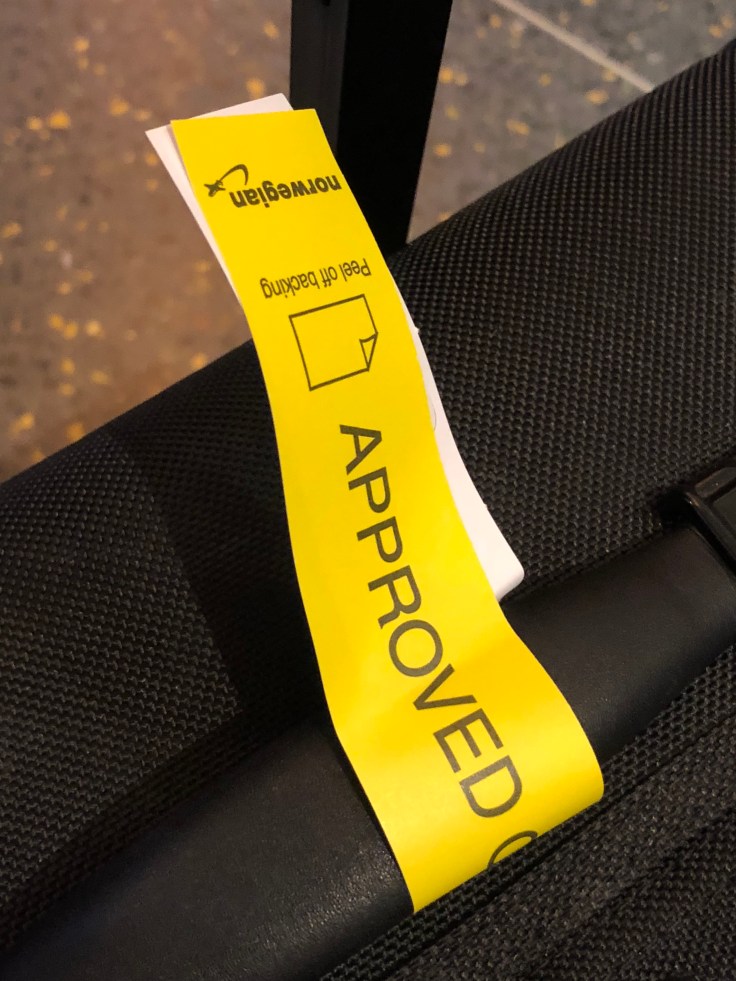 norwegian
Peel off backing
APPROVED